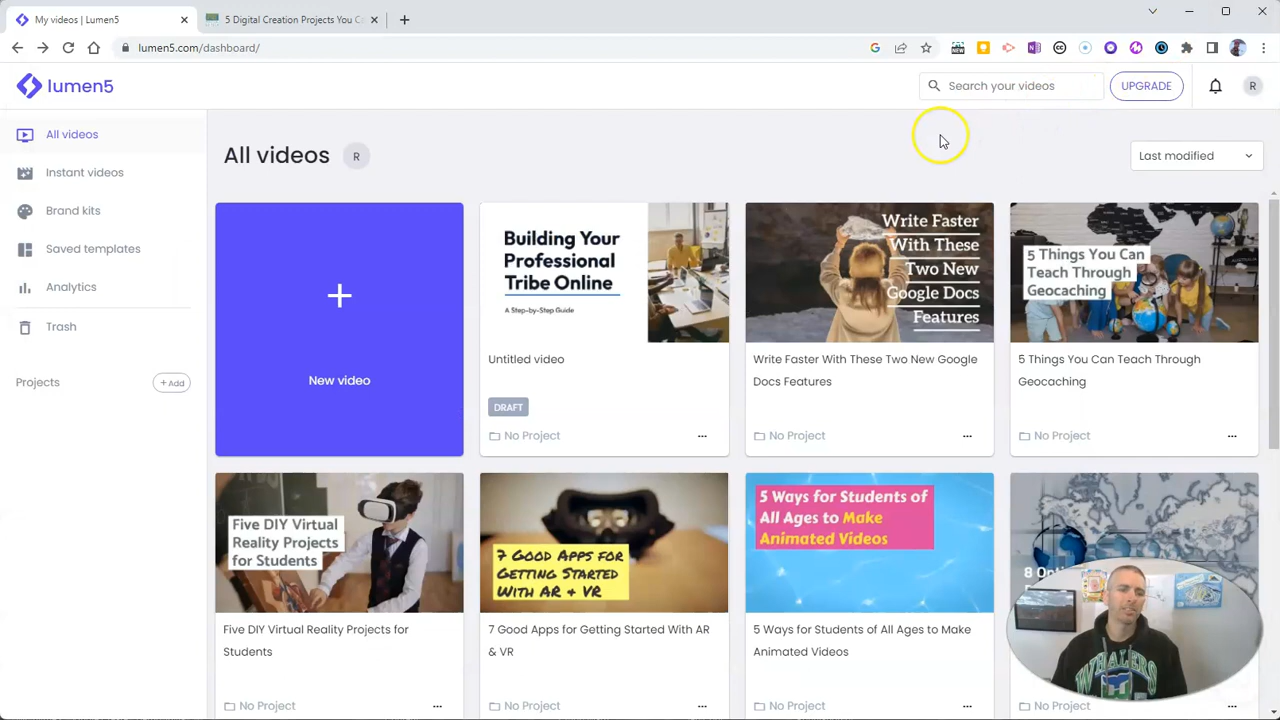 My videos | Lumen5
5 Digital Creation Projects You C
lumen5.com/dashboard/
lumen5
Search your videos
UPGRADE
R
All videos
Instant videos
Brand kits
Saved templates
Analytics
Trash
Projects
+ Add
All videos
R
Last modified
+
New video
Building Your
Professional
Tribe Online
A Step-by-Step Guide
Untitled video
DRAFT
No Project
Write Faster
With These
Two New
Google Docs
Features
Write Faster With These Two New Google
Docs Features
No Project
5 Things You Can
Teach Through
Geocaching
5 Things You Can Teach Through
Geocaching
No Project
Five DIY Virtual
Reality Projects
for Students
Five DIY Virtual Reality Projects for
Students
No Project
7 Good Apps for
Getting Started
With AR & VR
7 Good Apps for Getting Started With AR
& VR
No Project
5 Ways for Students of
All Ages to Make
Animated Videos
5 Ways for Students of All Ages to Make
Animated Videos
No Project
8 Opti
No Project
WHALERS